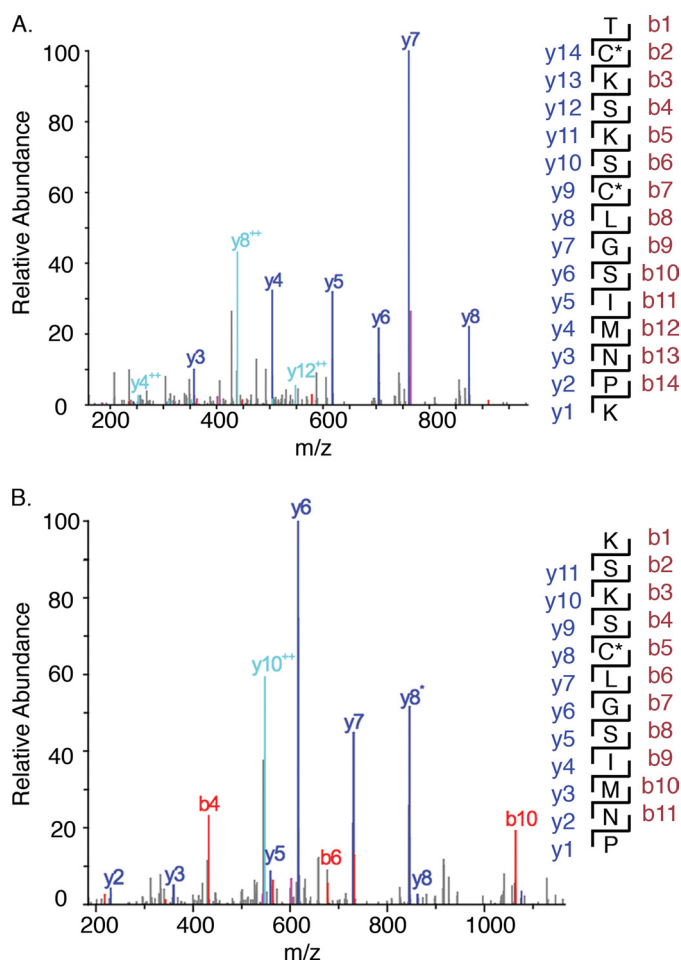 A.
Relative Abundance
100
80
60
40
20
0
200
400
600
800
m/z
y3
y4++
y8++
y4
y5
y12++
y6
y7
y8
T b1
y14 C* b2
y13 K b3
y12 S b4
y11 K b5
y10 S b6
y9 C* b7
y8 L b8
y7 G b9
y6 S b10
y5 I b11
y4 M b12
y3 N b13
y2 P b14
y1 K
B.
Relative Abundance
100
80
60
40
20
0
200
400
600
800
1000
m/z
y2
y3
b4
y10++
y5
y6
b6
y7
y8*
y8
b10
K b1
y11 S b2
y10 K b3
y9 S b4
y8 C* b5
y7 L b6
y6 G b7
y5 S b8
y4 I b9
y3 M b10
y2 N b11
y1 P